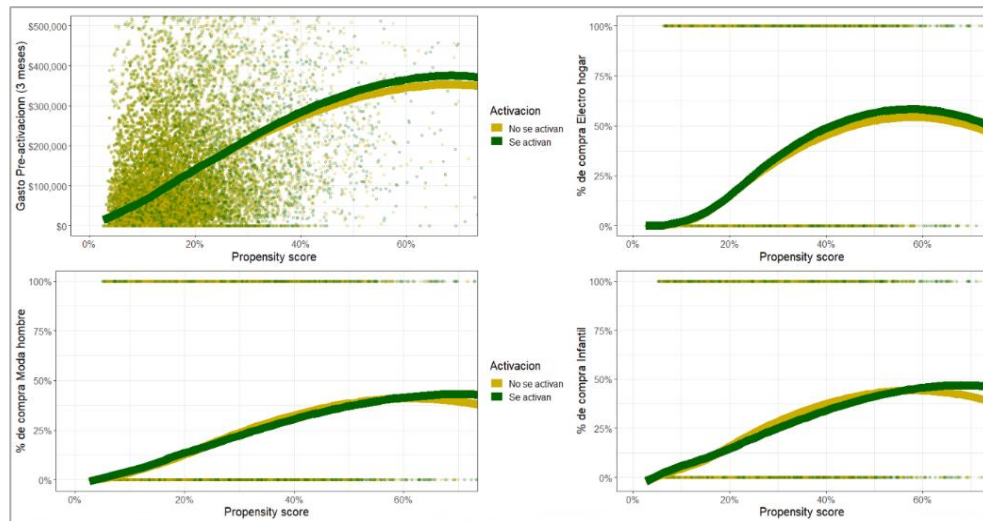 Gasto Pre-activacionn (3 meses)
$500,000
$400,000
$300,000
$200,000
$100,000
$0
0%
20%
40%
60%
Propensity score
Activacion
No se activan
Se activan
% de compra Electro hogar
100%
75%
50%
25%
0%
0%
20%
40%
60%
Propensity score
% de compra Moda hombre
100%
75%
50%
25%
0%
0%
20%
40%
60%
Propensity score
Activacion
No se activan
Se activan
% de compra Infantil
100%
75%
50%
25%
0%
0%
20%
40%
60%
Propensity score